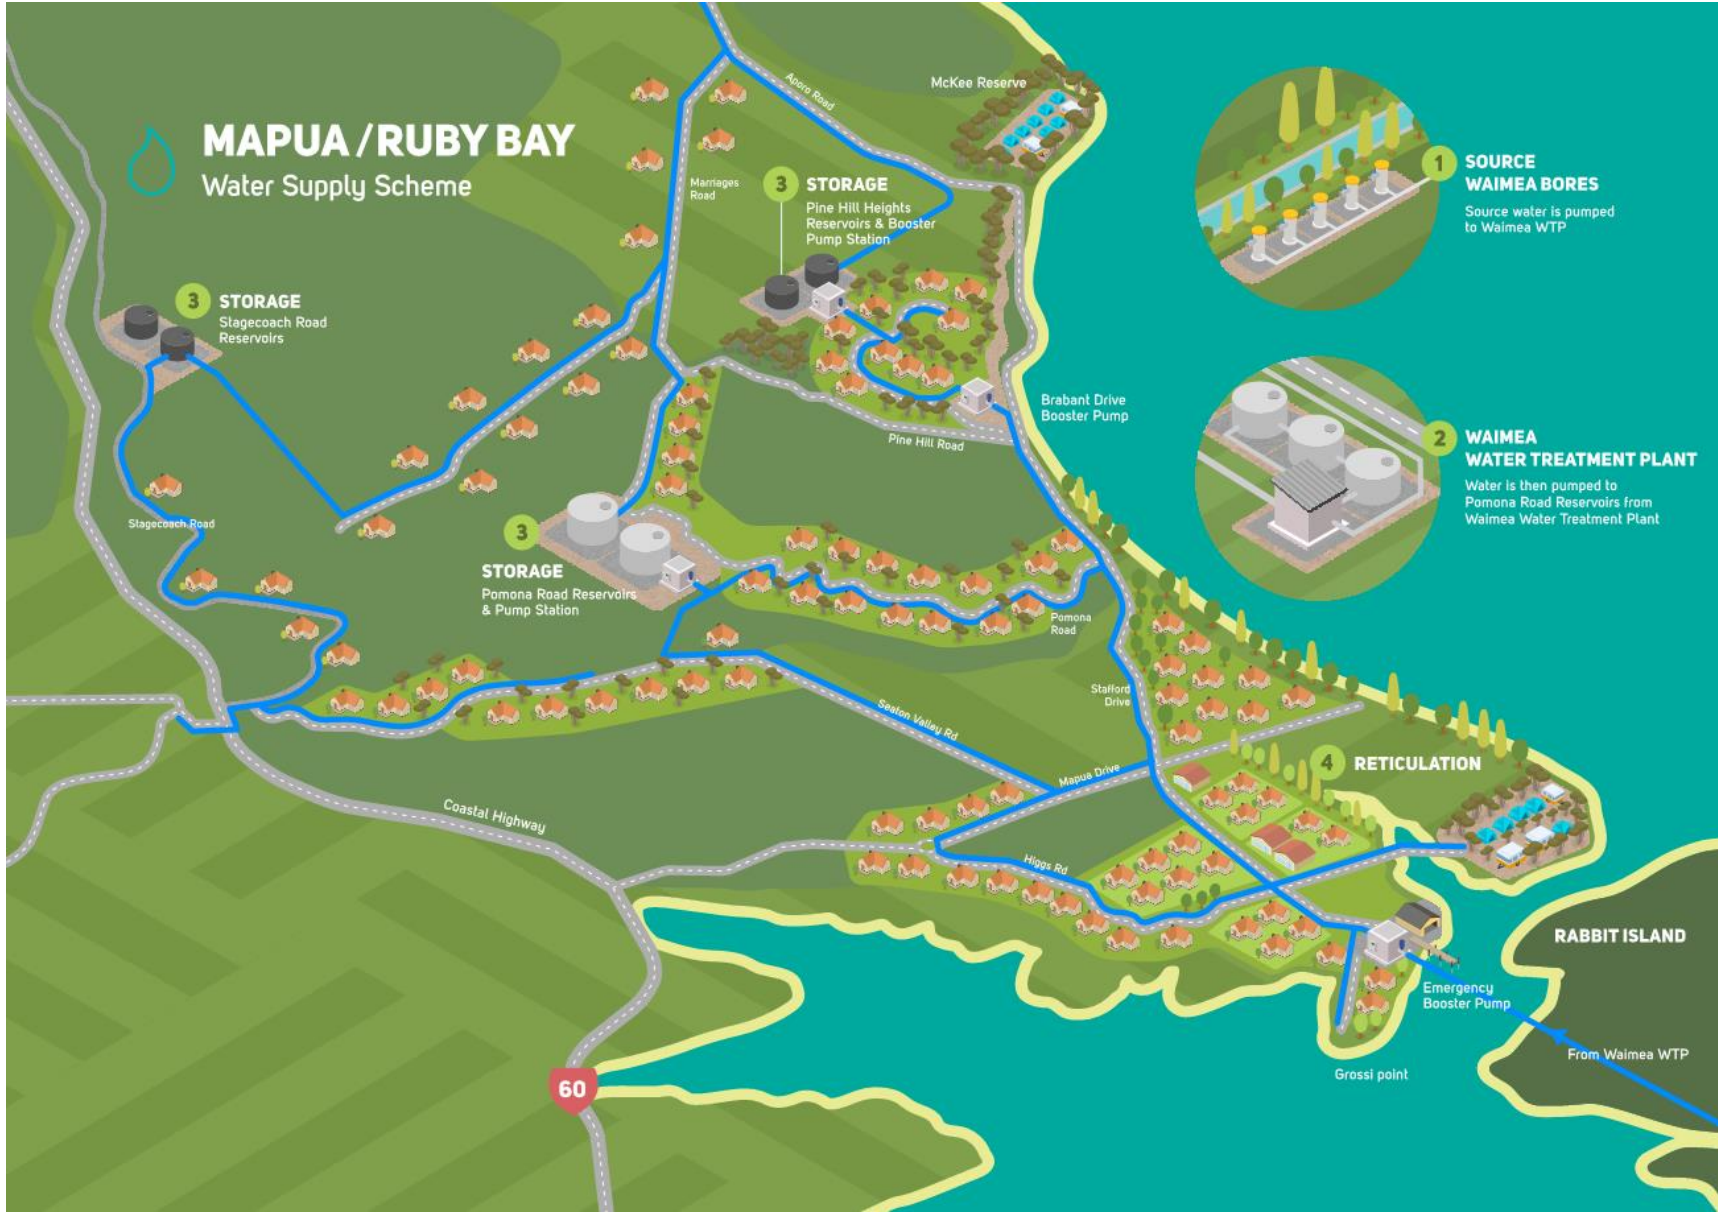 MAPUA / RUBY BAY
Water Supply Scheme
Aporo Road
McKee Reserve
Marriages
Road
3
STORAGE
Pine Hill Heights
Reservoirs & Booster
Pump Station
1
SOURCE
WAIMEA BORES
Source water is pumped
to Waimea WTP
3
STORAGE
Stagecoach Road
Reservoirs
Brabant Drive
Booster Pump
Pine Hill Road
2
WAIMEA
WATER TREATMENT PLANT
Water is then pumped to
Pomona Road Reservoirs from
Waimea Water Treatment Plant
Stagecoach Road
3
STORAGE
Pomona Road Reservoirs
& Pump Station
Pomona
Road
Stafford
Drive
Seaton Valley Rd
Mapua Drive
4
RETICULATION
Coastal Highway
Higgs Rd
RABBIT ISLAND
Emergency
Booster Pump
From Waimea WTP
Grossi point
60